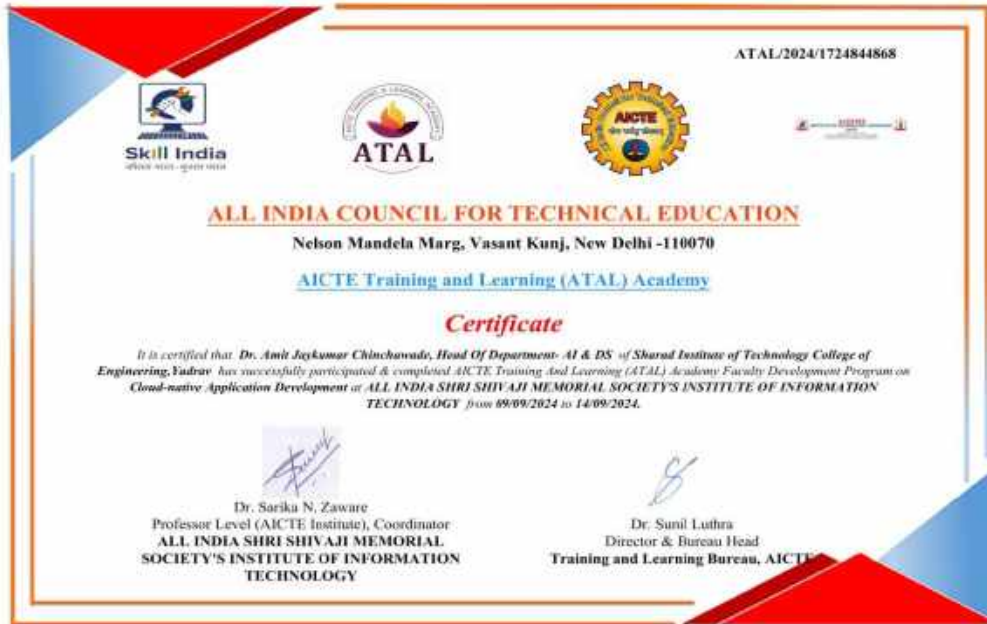 ATAL/2024/1724844868
Skill India
ATAL
AICTE
ALL INDIA COUNCIL FOR TECHNICAL EDUCATION
Nelson Mandela Marg, Vasant Kunj, New Delhi -110070
AICTE Training and Learning (ATAL) Academy
Certificate
It is certified that Dr. Amit Jaykumar Chinchawade, Head Of Department- AI & DS of Sharad Institute of Technology College of
Engineering,Yadrav has successfully participated & completed AICTE Training And Learning (ATAL) Academy Faculty Development Program on
Cloud-native Application Development at ALL INDIA SHRI SHIVAJI MEMORIAL SOCIETY'S INSTITUTE OF INFORMATION
TECHNOLOGY from 09/09/2024 to 14/09/2024.
Dr. Sarika N. Zaware
Professor Level (AICTE Institute), Coordinator
ALL INDIA SHRI SHIVAJI MEMORIAL
SOCIETY'S INSTITUTE OF INFORMATION
TECHNOLOGY
Dr. Sunil Luthra
Director & Bureau Head
Training and Learning Bureau, AICTE